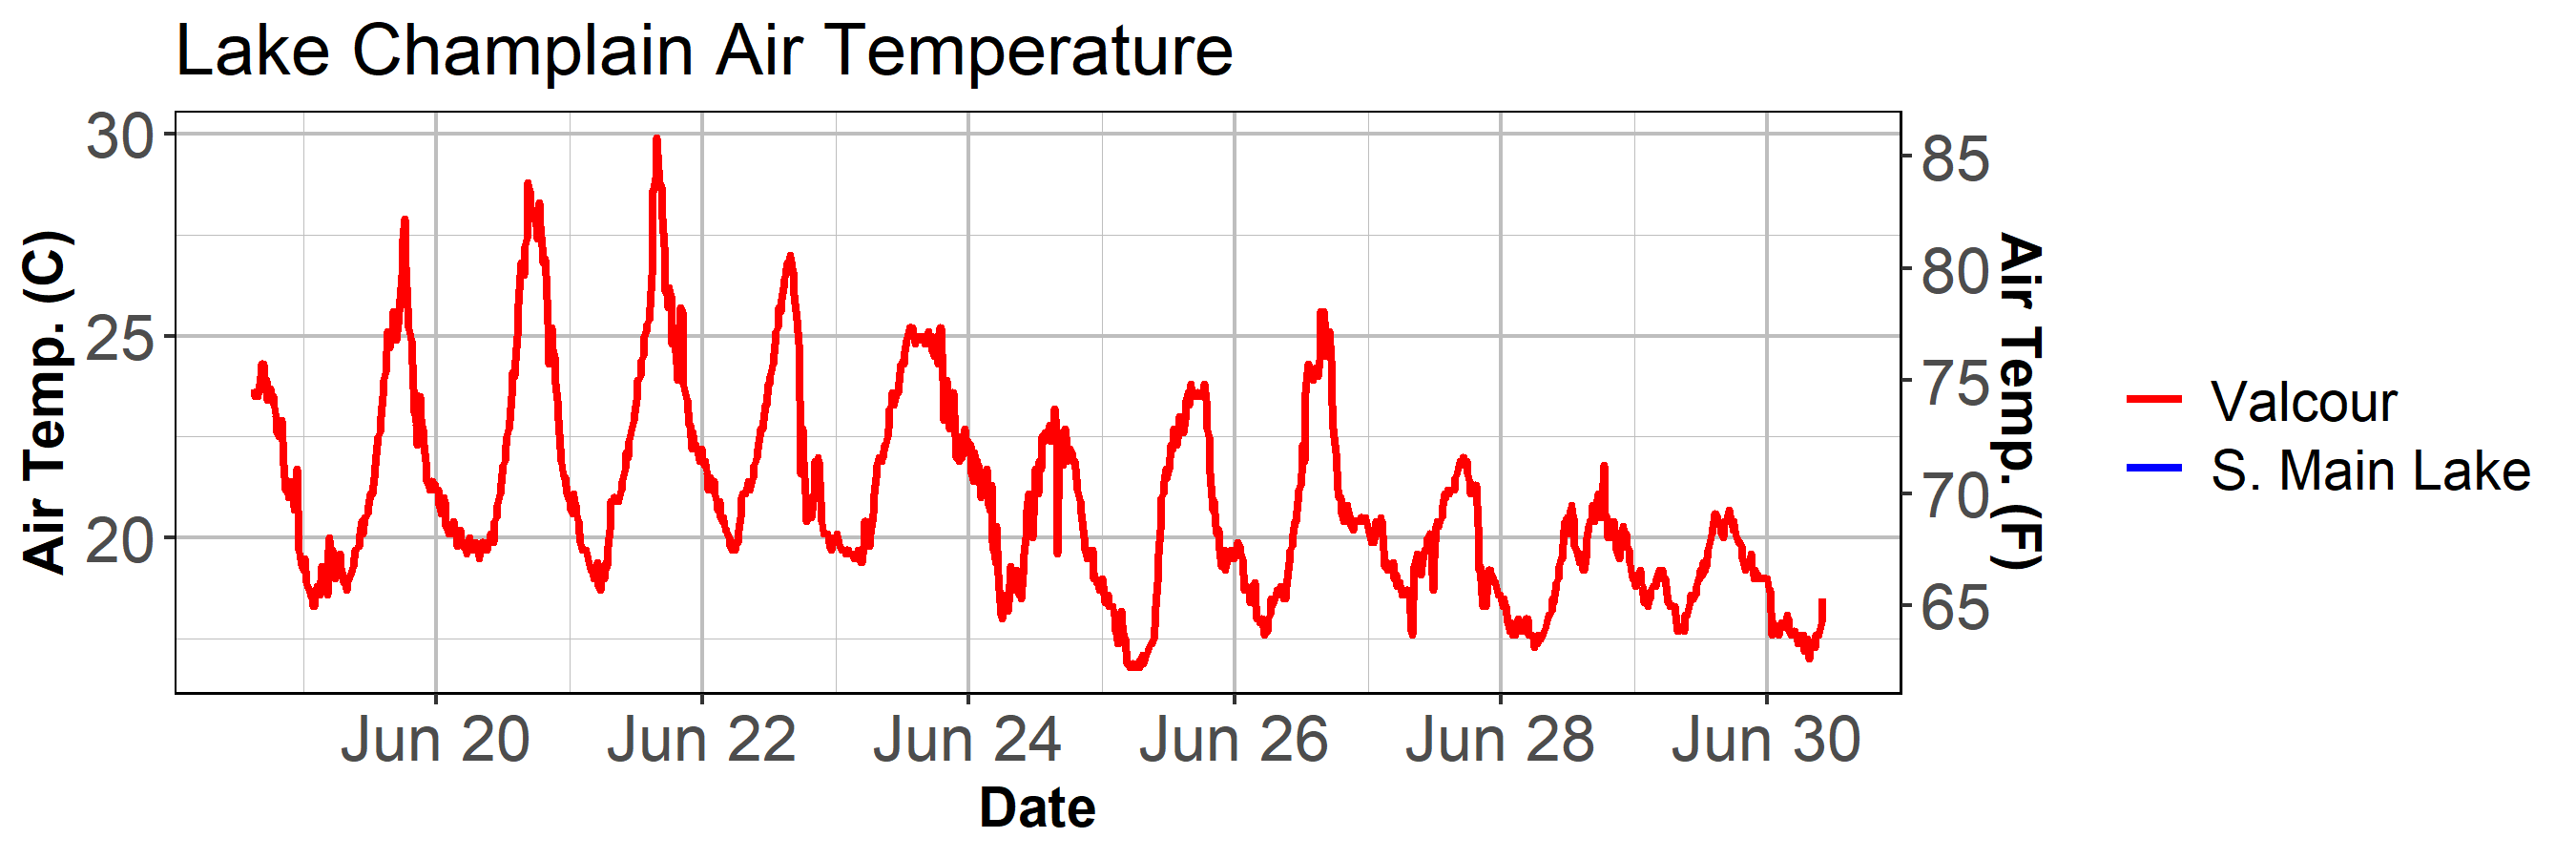 Lake Champlain Air Temperature
30
25
20
Air Temp. (C)
85
80
75
70
65
Air Temp. (F)
Jun 20 Jun 22 Jun 24 Jun 26 Jun 28 Jun 30
Date
Valcour
S. Main Lake